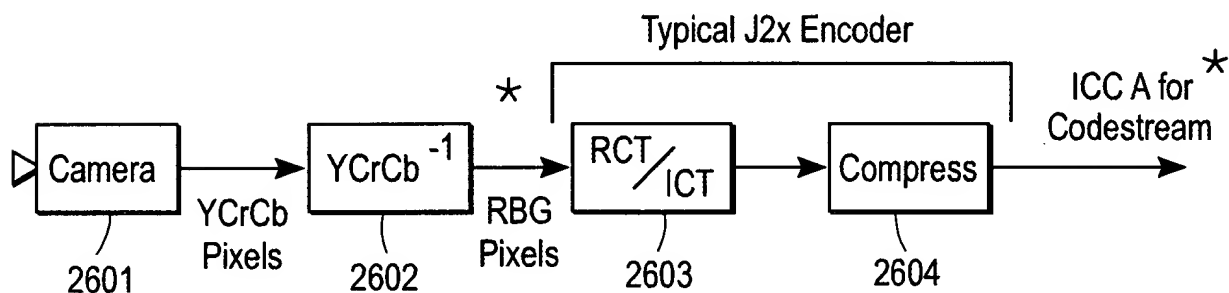 Typical J2x Encoder
*
ICC A for *
Codestream
Camera
YCrCb -1
RCT/ICT
Compress
YCrCb
Pixels
RBG
Pixels
2601
2602
2603
2604